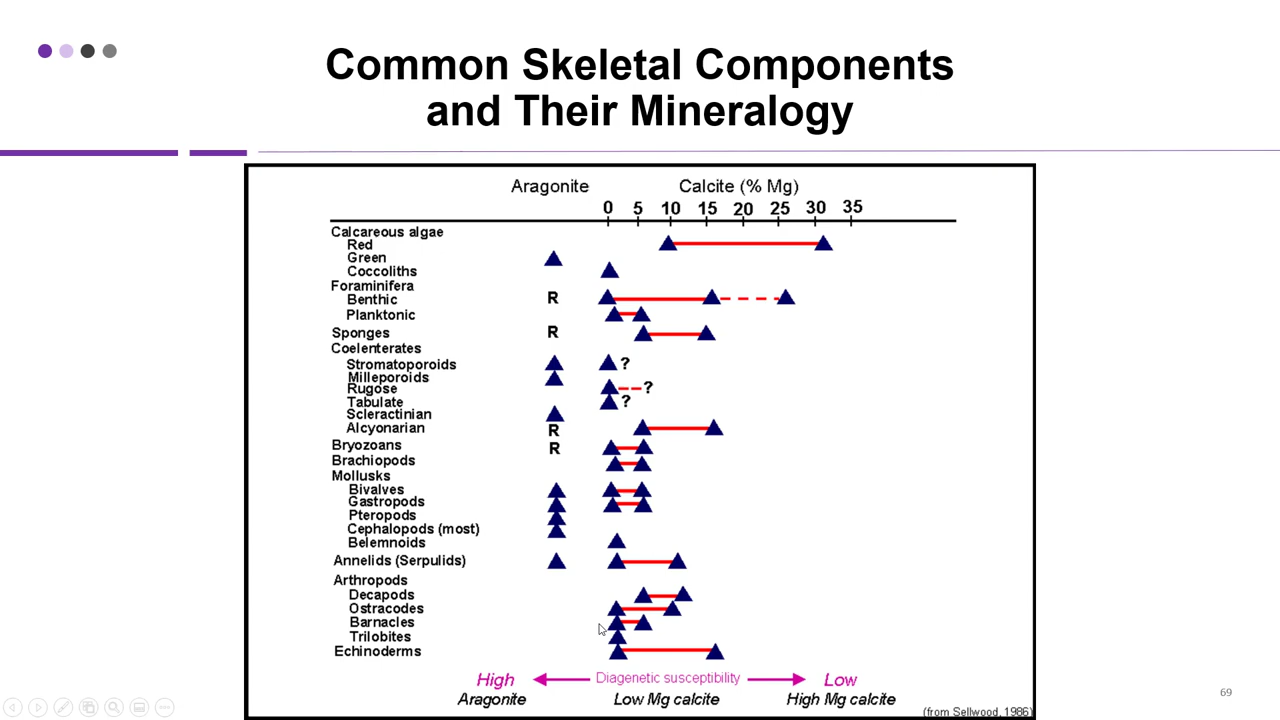 Common Skeletal Components
and Their Mineralogy
Aragonite Calcite (% Mg)
0 5 10 15 20 25 30 35
Calcareous algae
Red
Green
Coccoliths
Foraminifera
Benthic R
Planktonic
Sponges R
Coelenterates
Stromatoporoids ?
Milleporoids
Rugose ?
Tabulate ?
Scleractinian
Alcyonarian R
Bryozoans R
Brachiopods
Mollusks
Bivalves
Gastropods
Pteropods
Cephalopods (most)
Belemnoids
Annelids (Serpulids)
Arthropods
Decapods
Ostracodes
Barnacles
Trilobites
Echinoderms
High Diagenetic susceptibility Low
Aragonite Low Mg calcite High Mg calcite
(from Sellwood, 1986)
69